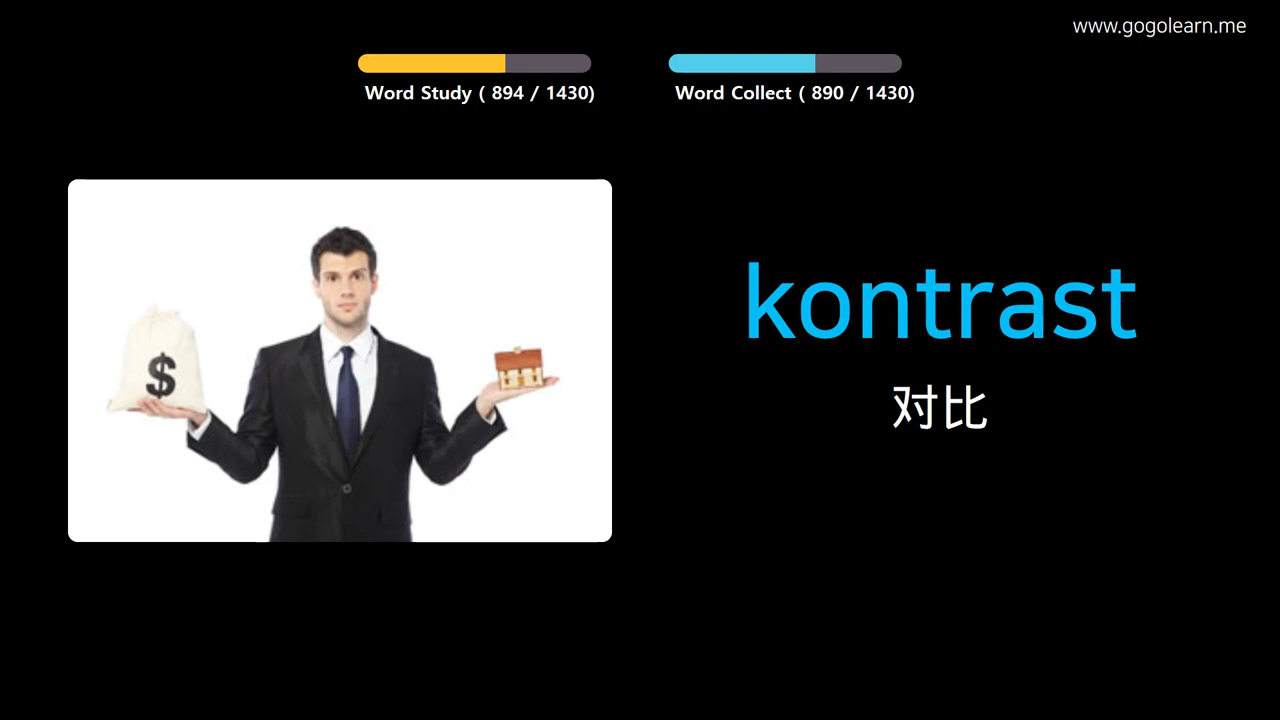 www.gogolearn.me
Word Study ( 894 / 1430)
Word Collect ( 890 / 1430)
$
kontrast
对比